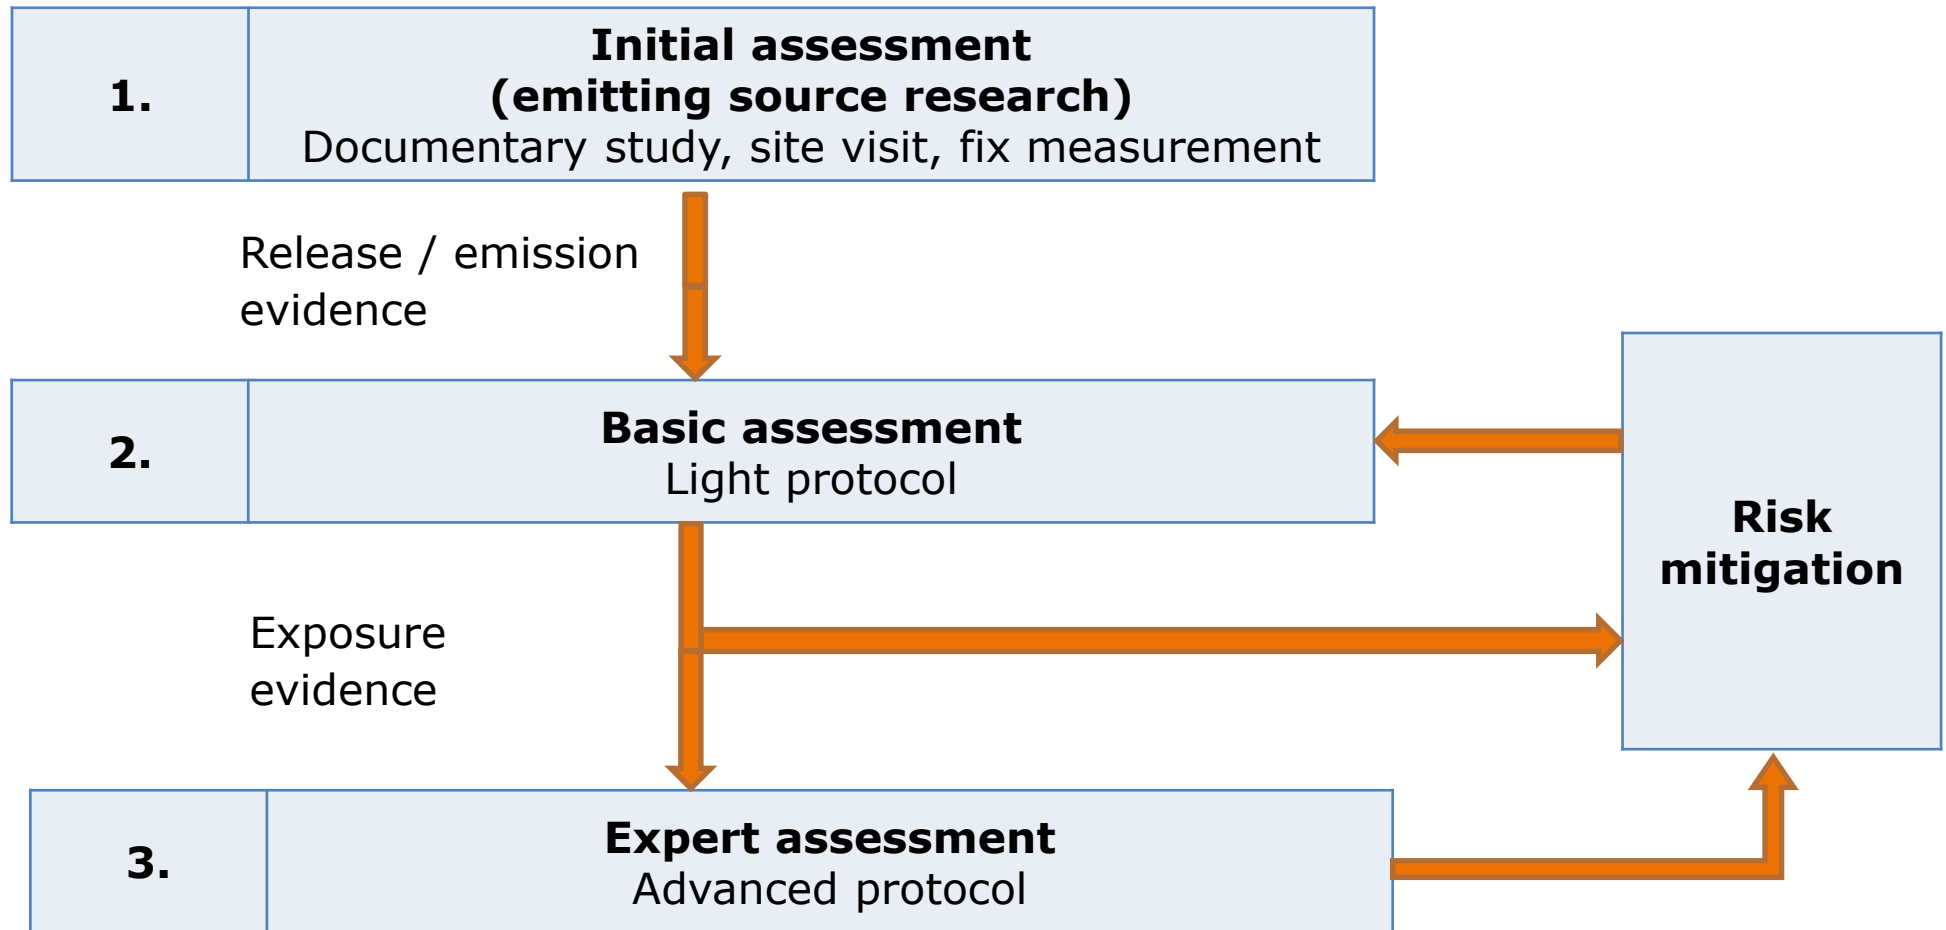 1.
Initial assessment
(emitting source research)
Documentary study, site visit, fix measurement
Release / emission
evidence
2.
Basic assessment
Light protocol
Risk
mitigation
Exposure
evidence
3.
Expert assessment
Advanced protocol